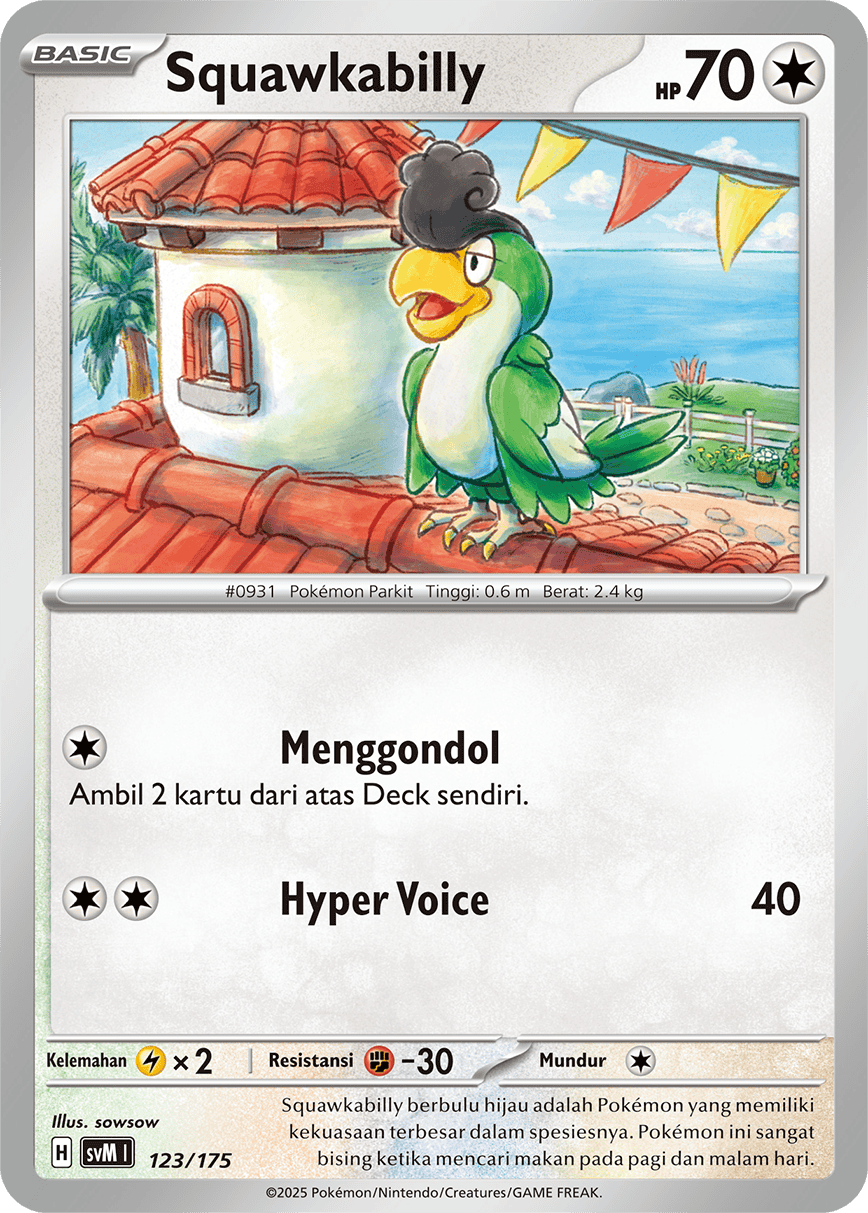 BASIC
Squawkabilly
HP 70
#0931 Pokémon Parkit Tinggi: 0.6 m Berat: 2.4 kg
Menggondol
Ambil 2 kartu dari atas Deck sendiri.
Hyper Voice 40
Kelemahan ×2 Resistansi -30 Mundur
Illus. sowsow
Squawkabilly berbulu hijau adalah Pokémon yang memiliki
kekuasaan terbesar dalam spesiesnya. Pokémon ini sangat
bising ketika mencari makan pada pagi dan malam hari.
H svM I 123/175
©2025 Pokémon/Nintendo/Creatures/GAME FREAK.